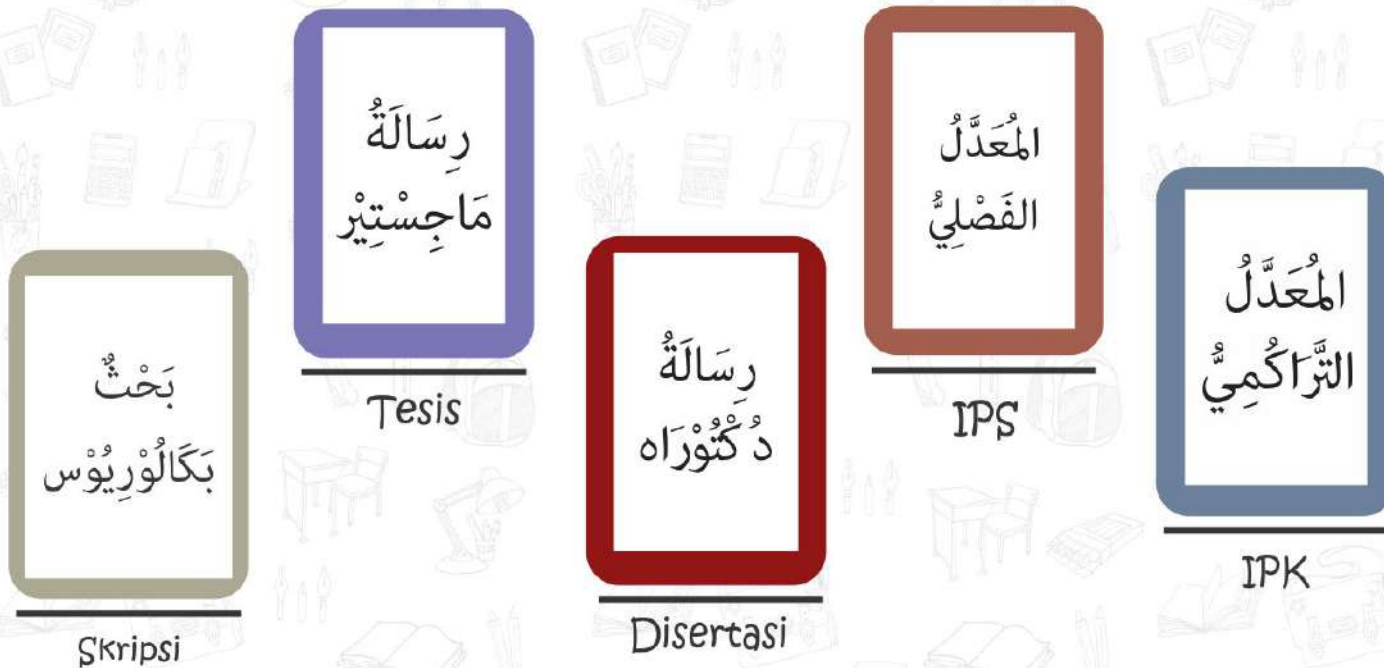 بَحْثٌ
بَكَالُوْرِيُوْس
Skripsi
رِسَالَةُ
مَاجِسْتِيْر
Tesis
رِسَالَةُ
دُكْتُوْرَاه
Disertasi
المُعَدَّلُ
الفَصْلِيُّ
IPS
المُعَدَّلُ
التَّرَاكُمِيُّ
IPK